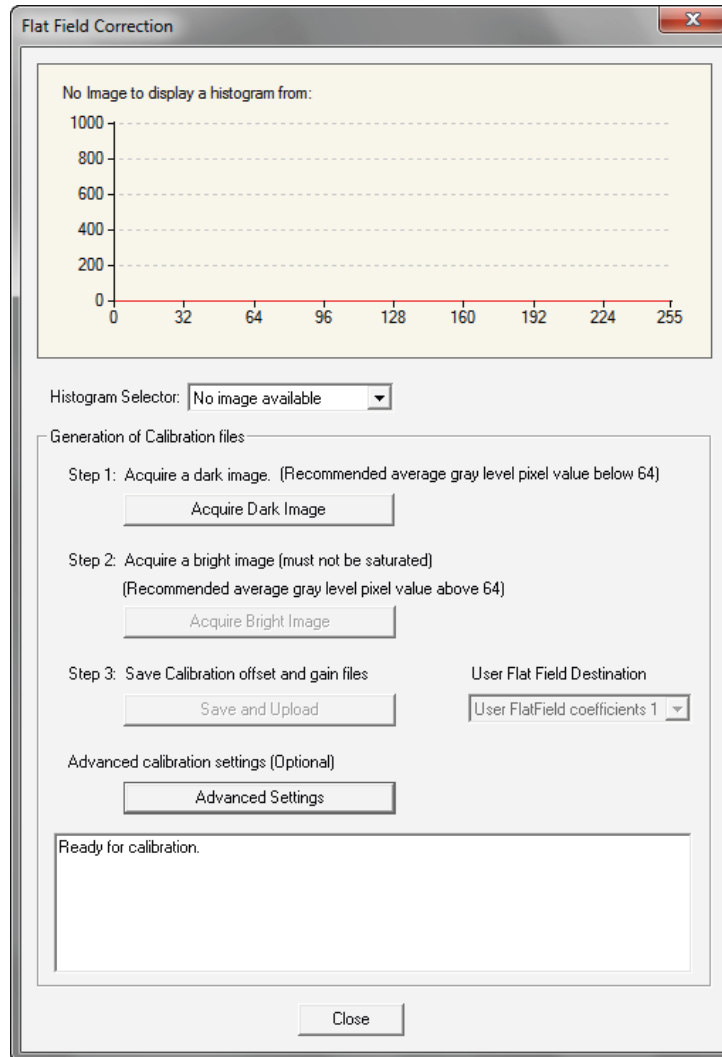 Flat Field Correction
No Image to display a histogram from:
1000
800
600
400
200
0
0 32 64 96 128 160 192 224 255
Histogram Selector: No image available
Generation of Calibration files
Step 1: Acquire a dark image. (Recommended average gray level pixel value below 64)
Acquire Dark Image
Step 2: Acquire a bright image (must not be saturated)
(Recommended average gray level pixel value above 64)
Acquire Bright Image
Step 3: Save Calibration offset and gain files User Flat Field Destination
Save and Upload User FlatField coefficients 1
Advanced calibration settings (Optional)
Advanced Settings
Ready for calibration.
Close